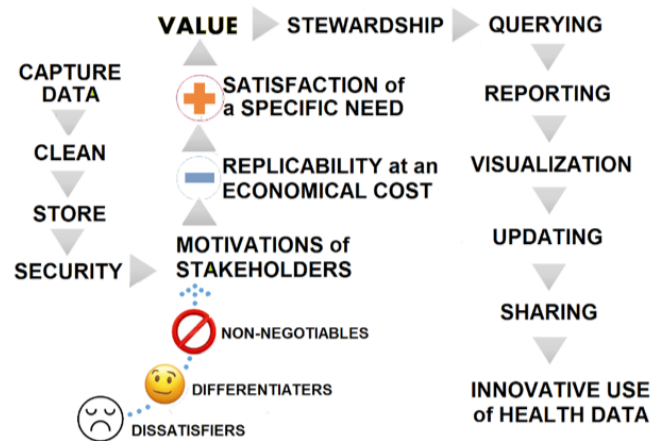 CAPTURE
DATA
CLEAN
STORE
SECURITY
MOTIVATIONS of
STAKEHOLDERS
NON-NEGOTIABLES
DIFFERENTIATERS
DISSATISFIERS
REPLICABILITY at an
ECONOMICAL COST
SATISFACTION of
a SPECIFIC NEED
VALUE
STEWARDSHIP
QUERYING
REPORTING
VISUALIZATION
UPDATING
SHARING
INNOVATIVE USE
of HEALTH DATA